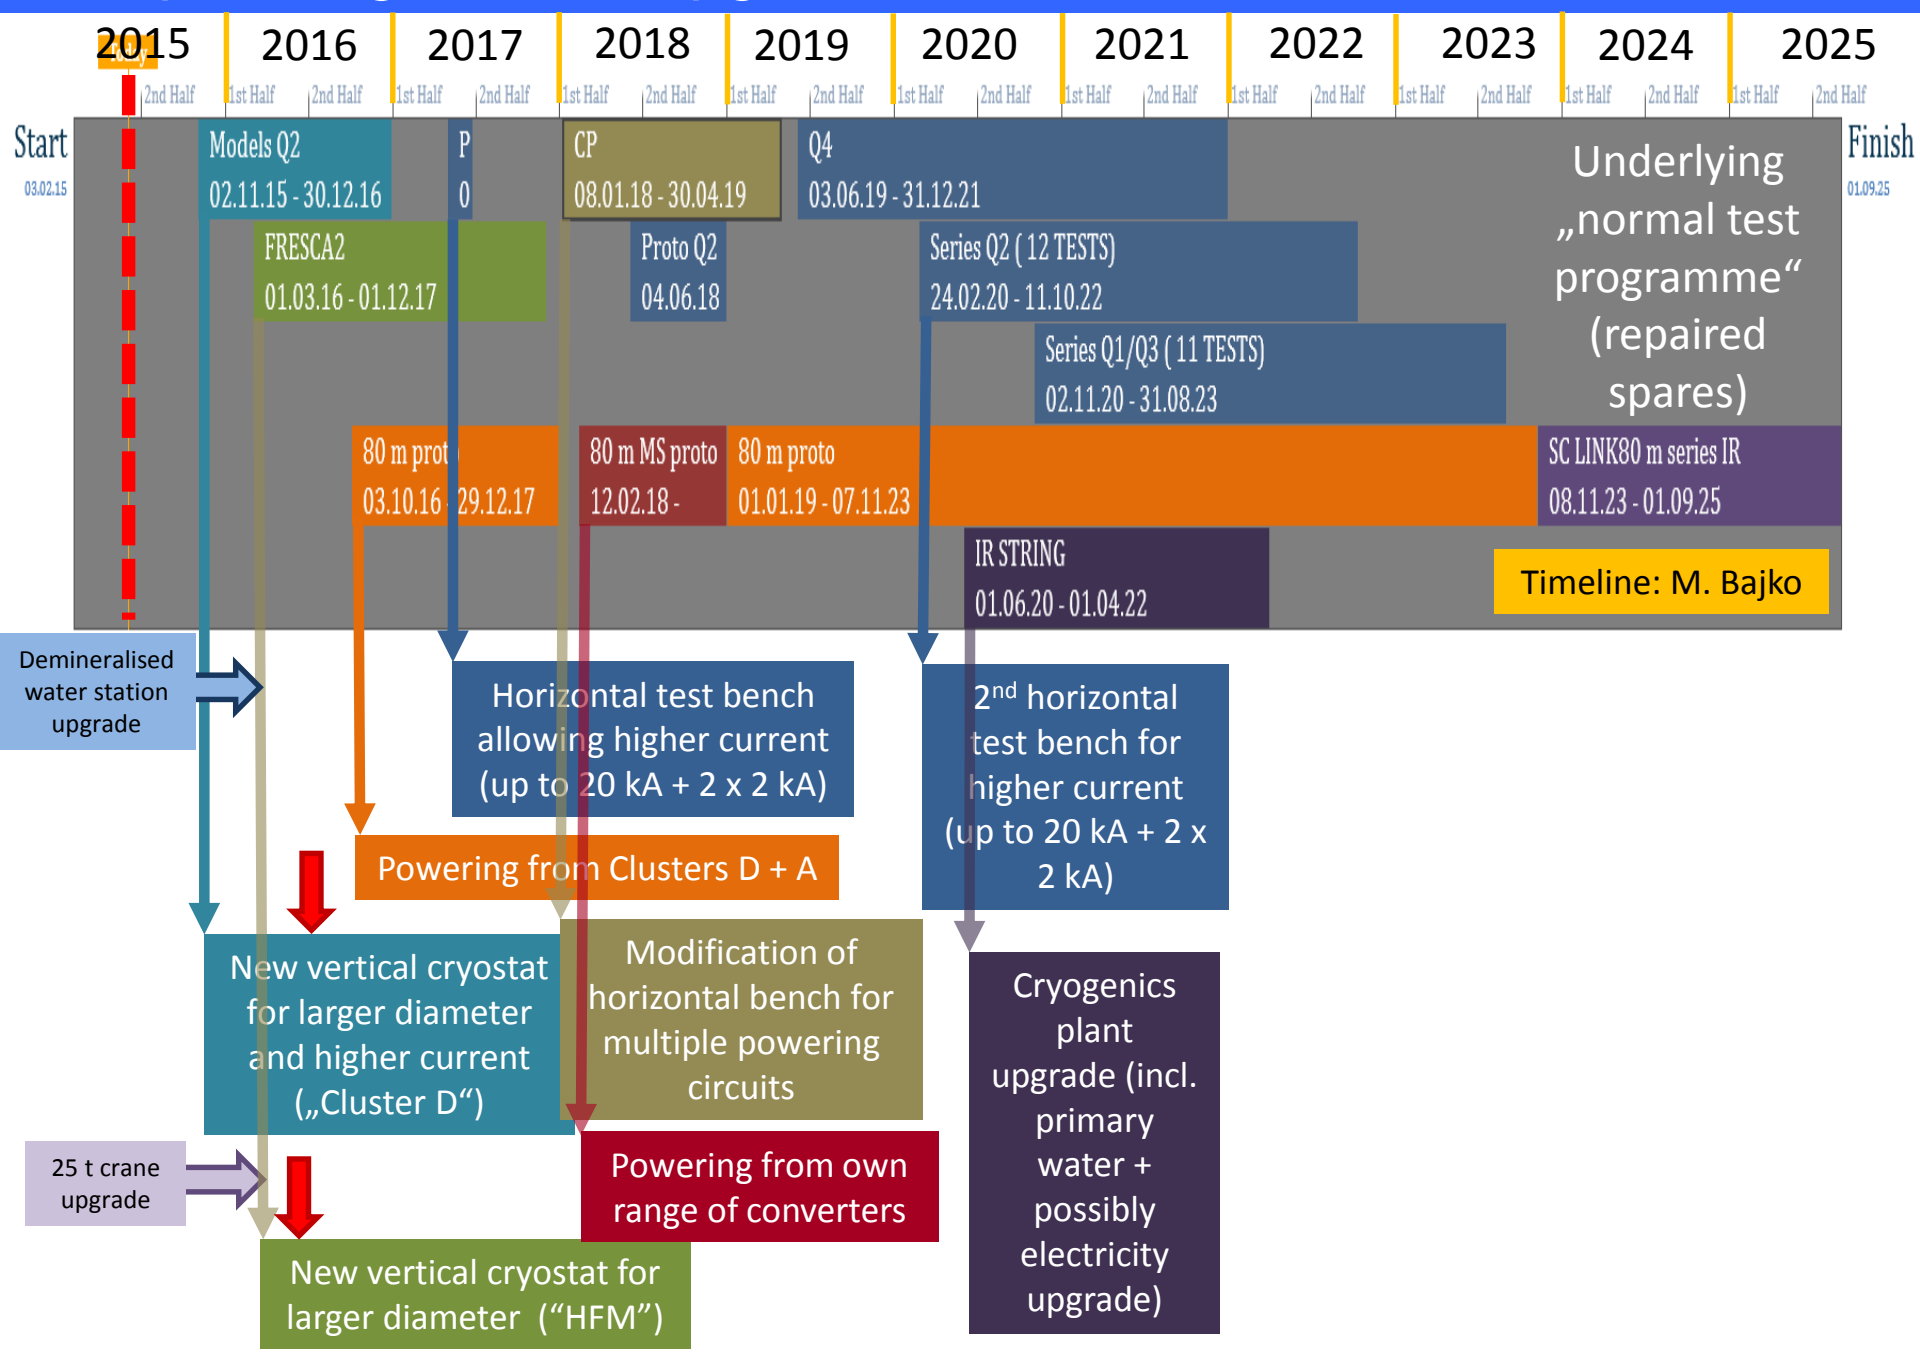 2015
2016
2017
2018
2019
2020
2021
2022
2023
2024
2025
Today
2nd Half
1st Half
2nd Half
1st Half
2nd Half
1st Half
2nd Half
1st Half
2nd Half
1st Half
2nd Half
1st Half
2nd Half
1st Half
2nd Half
1st Half
2nd Half
1st Half
2nd Half
1st Half
2nd Half
Start
03.02.15
Finish
01.09.25
Models Q2
02.11.15 - 30.12.16
P
0
CP
08.01.18 - 30.04.19
Q4
03.06.19 - 31.12.21
FRESCA2
01.03.16 - 01.12.17
Proto Q2
04.06.18
Series Q2 ( 12 TESTS)
24.02.20 - 11.10.22
Series Q1/Q3 ( 11 TESTS)
02.11.20 - 31.08.23
80 m proto
03.10.16 - 29.12.17
80 m MS proto
12.02.18 -
80 m proto
01.01.19 - 07.11.23
SC LINK80 m series IR
08.11.23 - 01.09.25
IR STRING
01.06.20 - 01.04.22
Underlying
„normal test
programme“
(repaired
spares)
Timeline: M. Bajko
Demineralised
water station
upgrade
Horizontal test bench
allowing higher current
(up to 20 kA + 2 x 2 kA)
2nd horizontal
test bench for
higher current
(up to 20 kA + 2 x
2 kA)
Powering from Clusters D + A
New vertical cryostat
for larger diameter
and higher current
(„Cluster D“)
Modification of
horizontal bench for
multiple powering
circuits
Cryogenics
plant
upgrade (incl.
primary
water +
possibly
electricity
upgrade)
25 t crane
upgrade
Powering from own
range of converters
New vertical cryostat for
larger diameter (“HFM”)